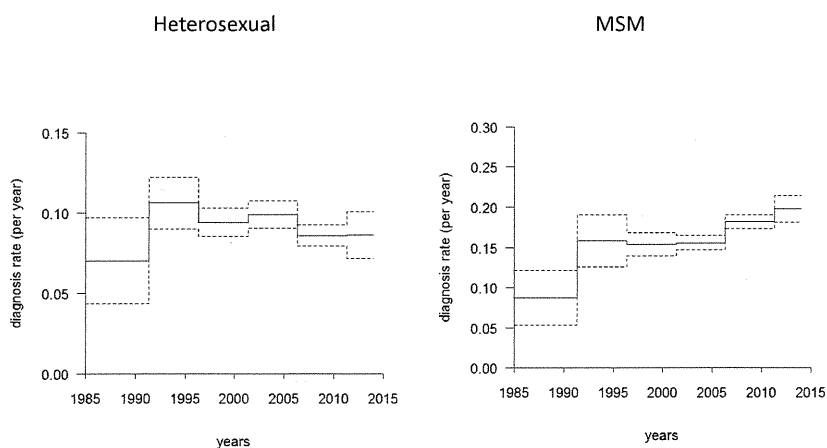 Heterosexual
MSM
diagnosis rate (per year)
0.15
0.10
0.05
0.00
1985 1990 1995 2000 2005 2010 2015
years
diagnosis rate (per year)
0.30
0.25
0.20
0.15
0.10
0.05
0.00
1985 1990 1995 2000 2005 2010 2015
years